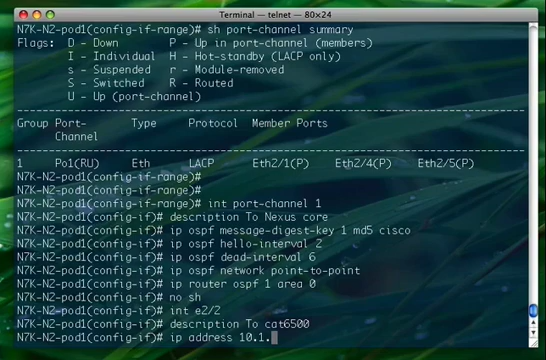 Terminal — telnet — 80×24
N7K-N2-pod1(config-if-range)# sh port-channel summary
Flags:  D - Down        P - Up in port-channel (members)
        I - Individual  H - Hot-standby (LACP only)
        s - Suspended   r - Module-removed
        S - Switched    R - Routed
        U - Up (port-channel)
--------------------------------------------------------------------------------
Group Port-       Type     Protocol  Member Ports
      Channel
--------------------------------------------------------------------------------
1     Po1(RU)     Eth      LACP      Eth2/1(P)    Eth2/4(P)    Eth2/5(P)
N7K-N2-pod1(config-if-range)#
N7K-N2-pod1(config-if-range)#
N7K-N2-pod1(config-if-range)# int port-channel 1
N7K-N2-pod1(config-if)# description To Nexus core
N7K-N2-pod1(config-if)# ip ospf message-digest-key 1 md5 cisco
N7K-N2-pod1(config-if)# ip ospf hello-interval 2
N7K-N2-pod1(config-if)# ip ospf dead-interval 6
N7K-N2-pod1(config-if)# ip ospf network point-to-point
N7K-N2-pod1(config-if)# ip router ospf 1 area 0
N7K-N2-pod1(config-if)# no sh
N7K-N2-pod1(config-if)# int e2/2
N7K-N2-pod1(config-if)# description To cat6500
N7K-N2-pod1(config-if)# ip address 10.1.